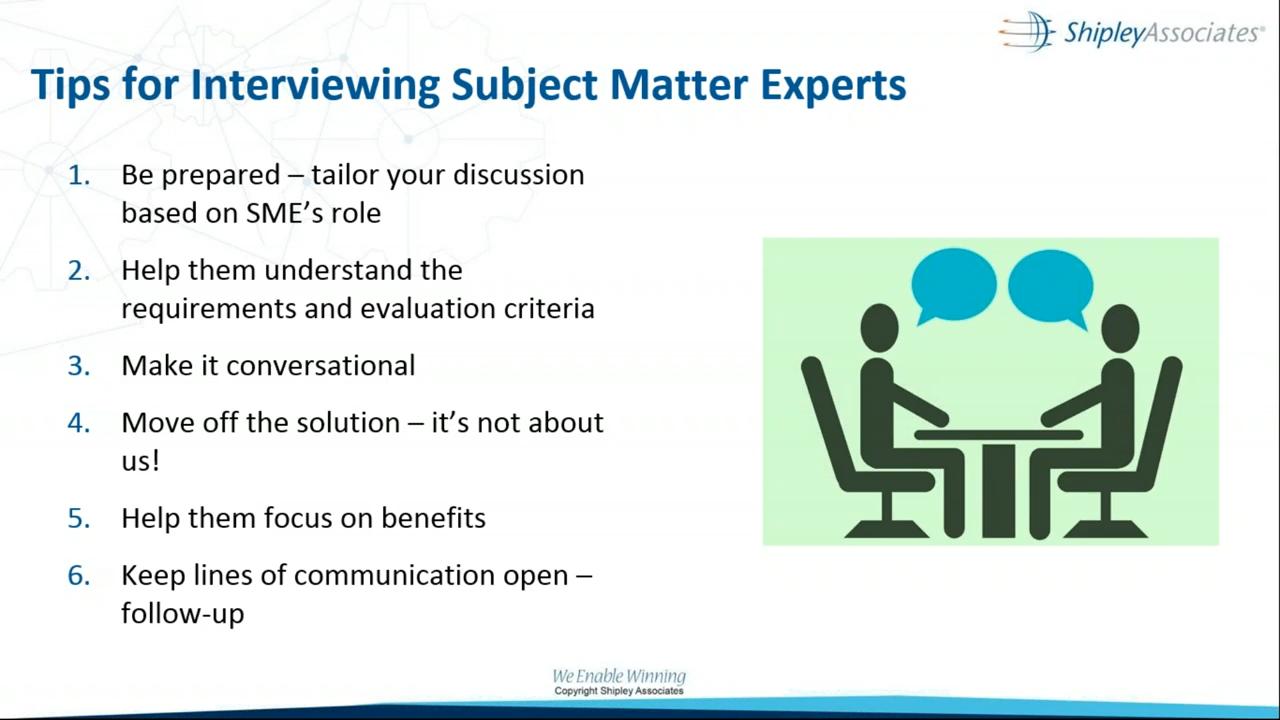 ShipleyAssociates®
Tips for Interviewing Subject Matter Experts
1. Be prepared – tailor your discussion
based on SME’s role
2. Help them understand the
requirements and evaluation criteria
3. Make it conversational
4. Move off the solution – it’s not about
us!
5. Help them focus on benefits
6. Keep lines of communication open –
follow-up
We Enable Winning
Copyright Shipley Associates